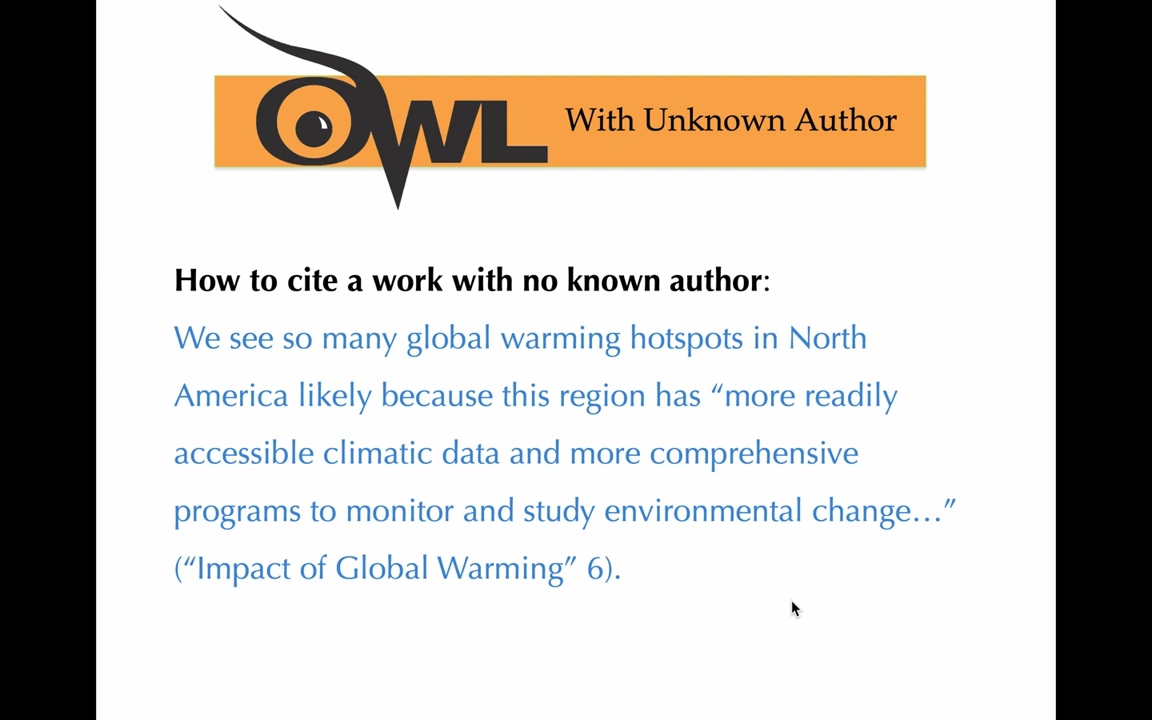 OWL With Unknown Author
How to cite a work with no known author:
We see so many global warming hotspots in North
America likely because this region has “more readily
accessible climatic data and more comprehensive
programs to monitor and study environmental change…”
(“Impact of Global Warming” 6).